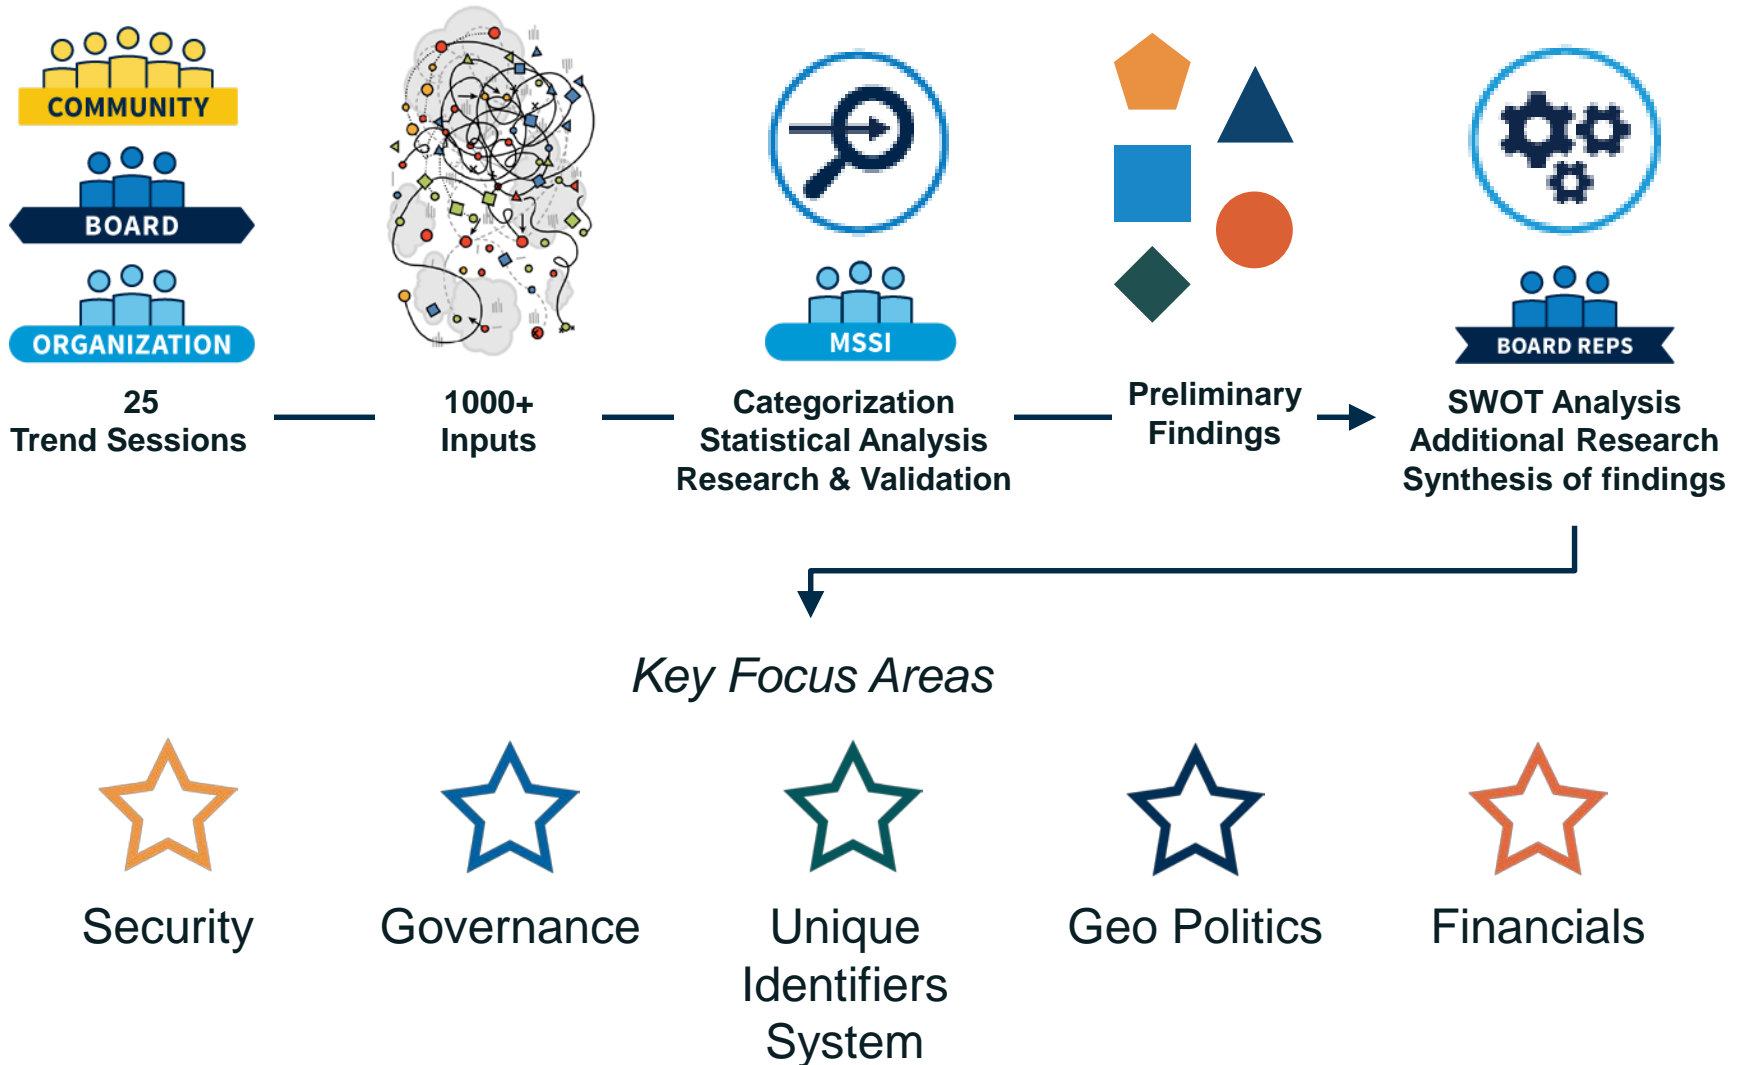 COMMUNITY
BOARD
ORGANIZATION
25
Trend Sessions
1000+
Inputs
MSSI
Categorization
Statistical Analysis
Research & Validation
Preliminary
Findings
BOARD REPS
SWOT Analysis
Additional Research
Synthesis of findings
Key Focus Areas
Security
Governance
Unique
Identifiers
System
Geo Politics
Financials